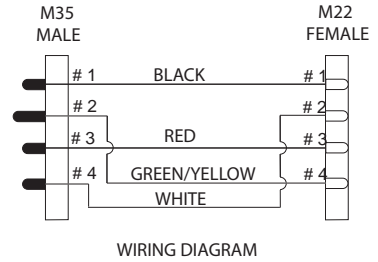 M35 M22
MALE FEMALE
# 1 BLACK # 1
# 2 # 2
# 3 RED # 3
# 4 GREEN/YELLOW # 4
WHITE
WIRING DIAGRAM